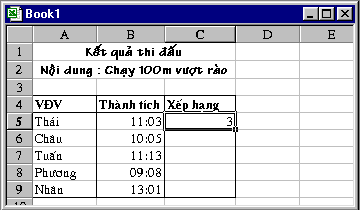 Book1
A B C D E
1 Kết quả thi đấu
2 Nội dung : Chạy 100m vượt rào
3
4 VĐV Thành tích Xếp hạng
5 Thái 11:03 3
6 Châu 10:05
7 Tuấn 11:13
8 Phương 09:08
9 Nhân 13:01
10